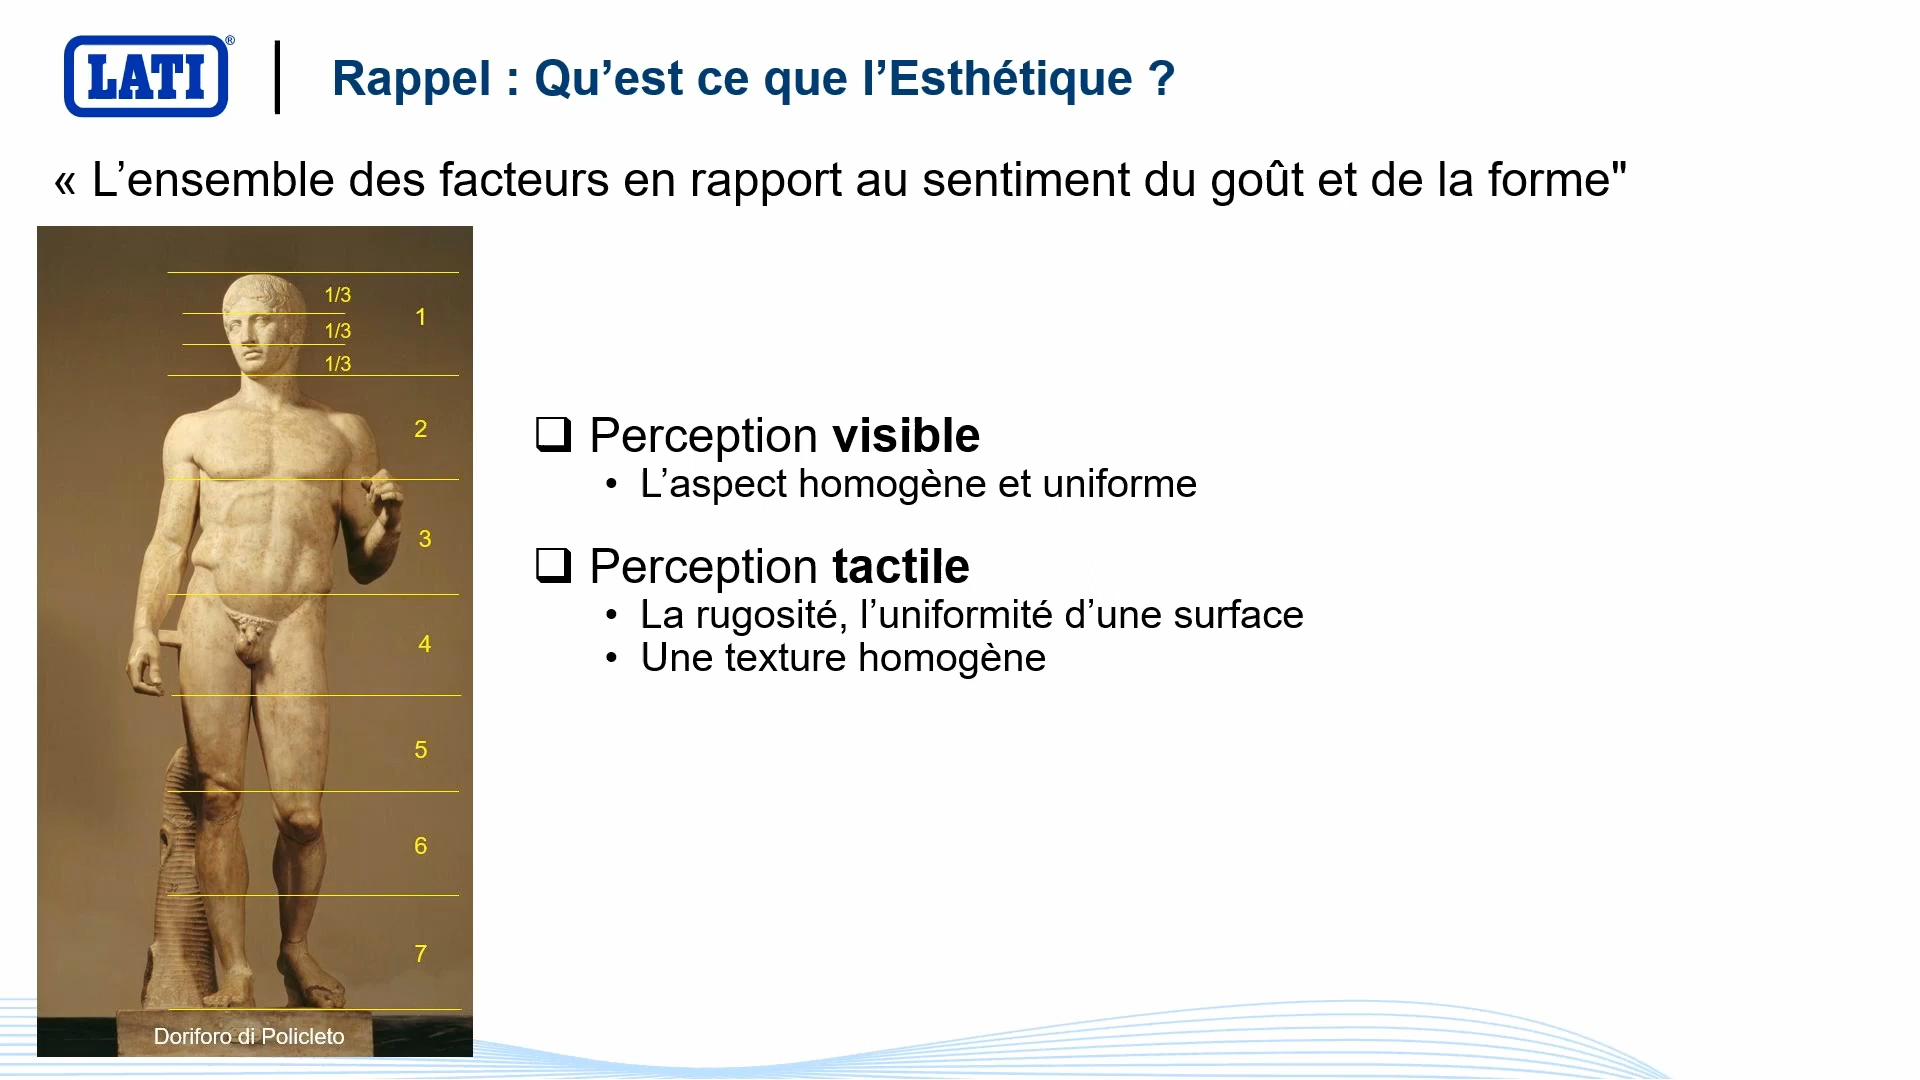 LATI®
Rappel : Qu’est ce que l’Esthétique ?
« L’ensemble des facteurs en rapport au sentiment du goût et de la forme"
1/3
1/3
1/3
1
2
3
4
5
6
7
Doriforo di Policleto
❑ Perception visible
• L’aspect homogène et uniforme
❑ Perception tactile
• La rugosité, l’uniformité d’une surface
• Une texture homogène